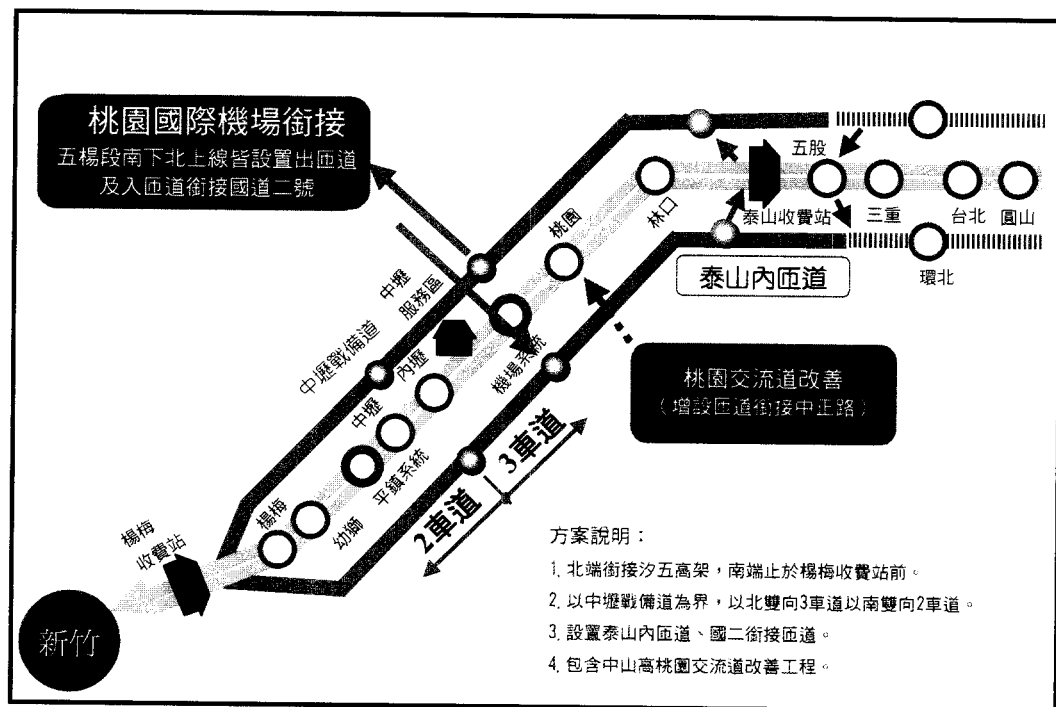 桃園國際機場銜接
五楊段南下北上線皆設置出匝道
及入匝道銜接國道二號
五股
泰山收費站
三重
台北
圓山
林口
桃園
泰山內匝道
環北
中壢
服務區
中壢戰備道
內壢
機場系統
中壢
平鎮系統
幼獅
楊梅
楊梅
收費站
新竹
桃園交流道改善
(增設匝道銜接中正路)
3車道
2車道
方案說明：
1. 北端銜接汐五高架，南端止於楊梅收費站前。
2. 以中壢戰備道為界，以北雙向3車道以南雙向2車道。
3. 設置泰山內匝道、國二銜接匝道。
4. 包含中山高桃園交流道改善工程。